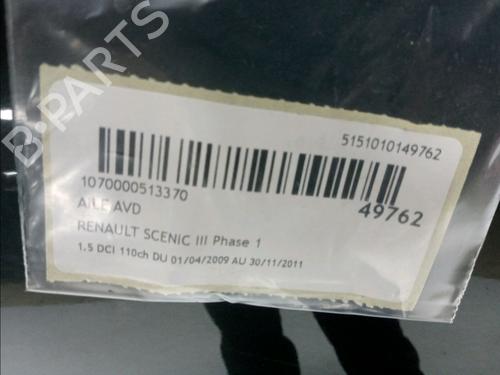 B-PARTS
5151010149762
1070000513370
49762
AILE AVD
RENAULT SCENIC III Phase 1
1.5 DCI 110ch DU 01/04/2009 AU 30/11/2011